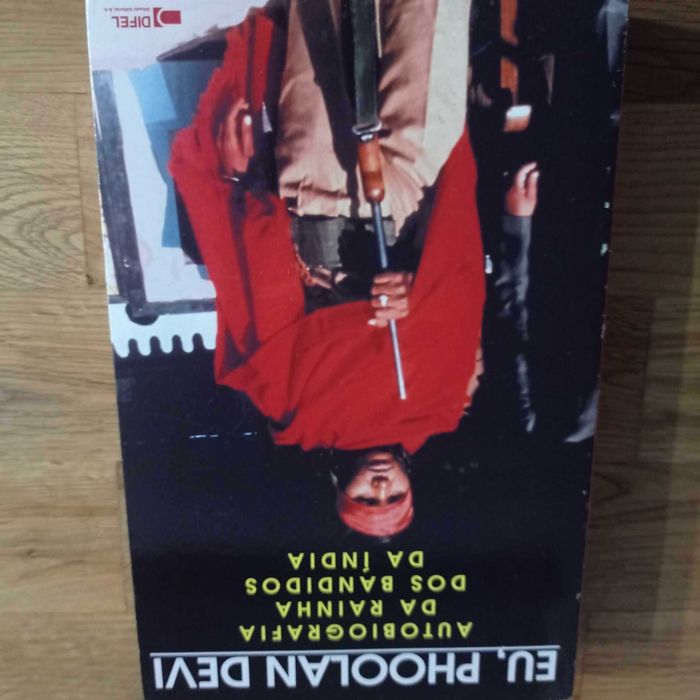 EU, PHOOLAN DEVI
AUTOBIOGRAFIA
DA RAINHA
DOS BANDIDOS
DA ÍNDIA
DIFEL